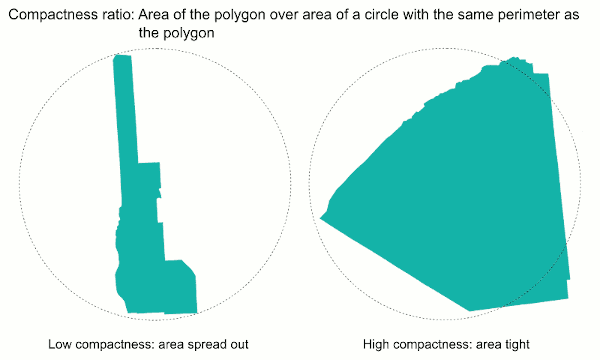 Compactness ratio: Area of the polygon over area of a circle with the same perimeter as
the polygon
Low compactness: area spread out
High compactness: area tight